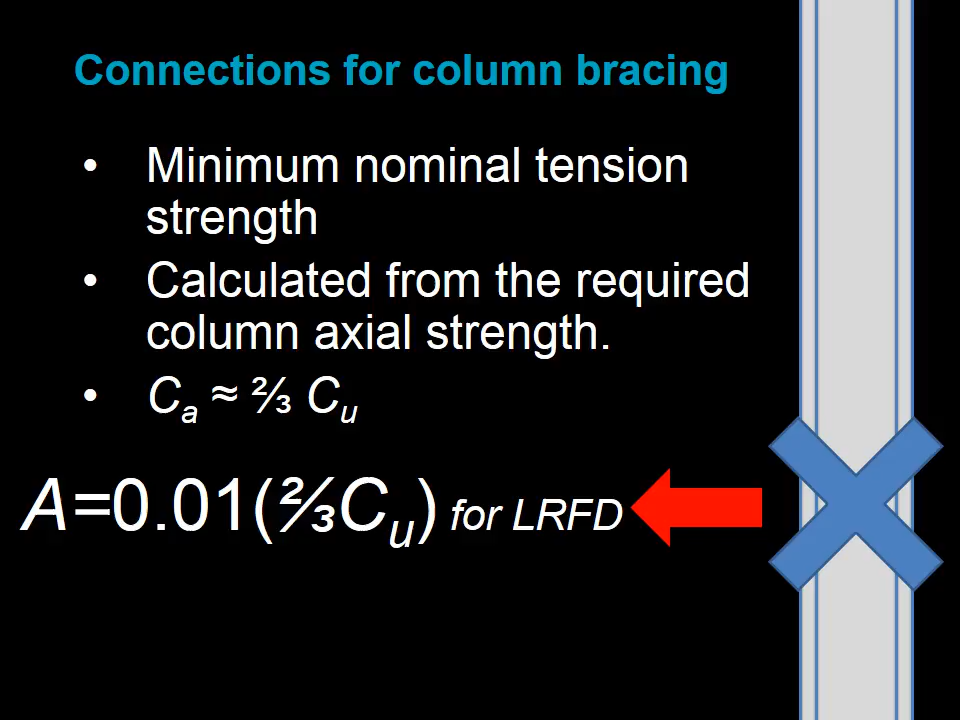 Connections for column bracing
• Minimum nominal tension
strength
• Calculated from the required
column axial strength.
• Cₐ ≈ ⅔ Cᵤ
A=0.01(⅔Cᵤ) for LRFD